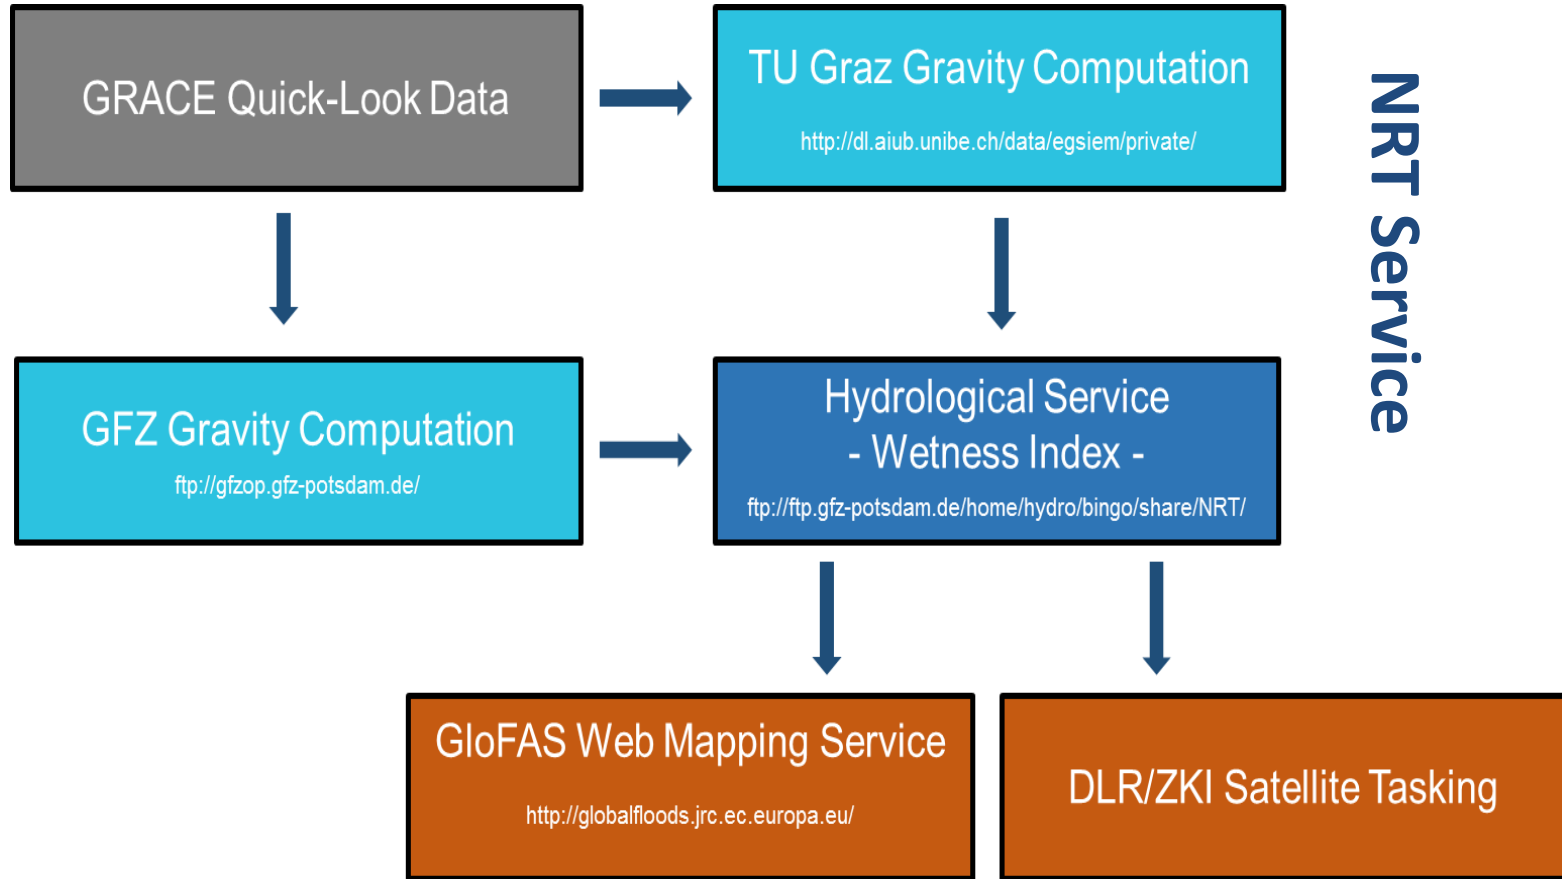 GRACE Quick-Look Data
TU Graz Gravity Computation
http://dl.aiub.unibe.ch/data/egsiem/private/
NRT Service
GFZ Gravity Computation
ftp://gfzop.gfz-potsdam.de/
Hydrological Service
- Wetness Index -
ftp://ftp.gfz-potsdam.de/home/hydro/bingo/share/NRT/
GloFAS Web Mapping Service
http://globalfloods.jrc.ec.europa.eu/
DLR/ZKI Satellite Tasking